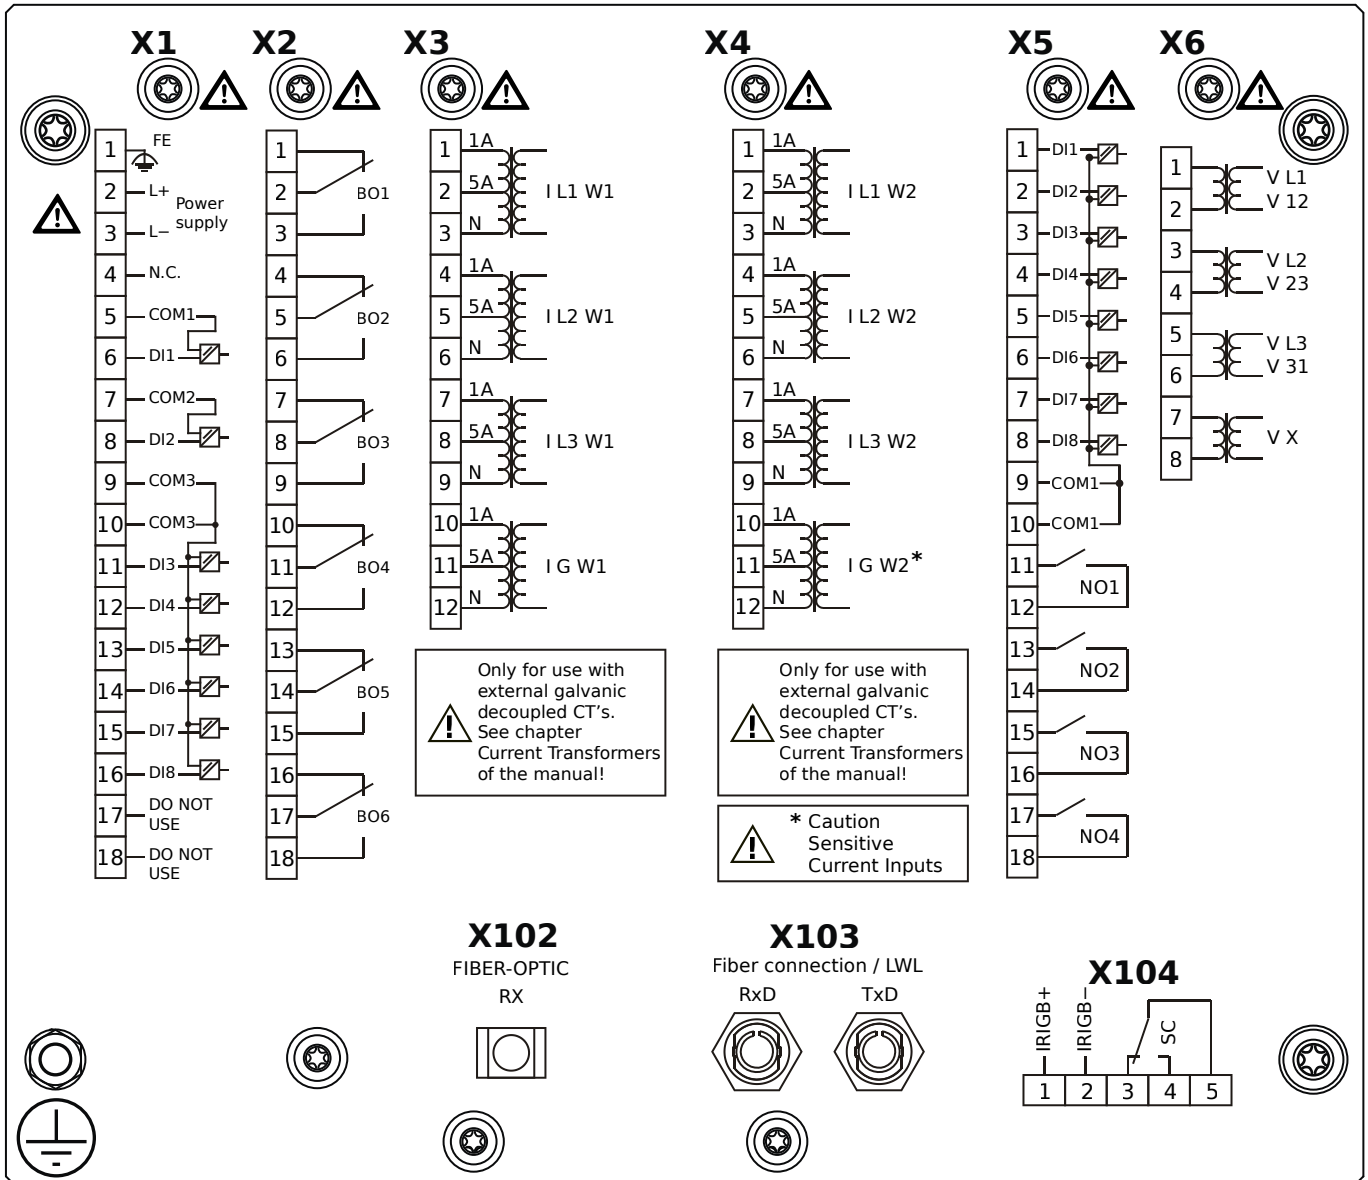 X1
X2
X3
X4
X5
X6
1
FE
2
L+
Power
supply
3
L−
4
N.C.
5
COM1
6
DI1
7
COM2
8
DI2
9
COM3
10
COM3
11
DI3
12
DI4
13
DI5
14
DI6
15
DI7
16
DI8
17
DO NOT
USE
18
DO NOT
USE
1
2
BO1
3
4
5
BO2
6
7
8
BO3
9
10
11
BO4
12
13
14
BO5
15
16
17
BO6
18
1
1A
2
5A
I L1 W1
3
N
4
1A
5
5A
I L2 W1
6
N
7
1A
8
5A
I L3 W1
9
N
10
1A
11
5A
I G W1
12
N
Only for use with
external galvanic
decoupled CT's.
See chapter
Current Transformers
of the manual!
1
1A
2
5A
I L1 W2
3
N
4
1A
5
5A
I L2 W2
6
N
7
1A
8
5A
I L3 W2
9
N
10
1A
11
5A
I G W2*
12
N
Only for use with
external galvanic
decoupled CT's.
See chapter
Current Transformers
of the manual!
* Caution
Sensitive
Current Inputs
1
DI1
2
DI2
3
DI3
4
DI4
5
DI5
6
DI6
7
DI7
8
DI8
9
COM1
10
COM1
11
NO1
12
13
NO2
14
15
NO3
16
17
NO4
18
1
V L1
2
V 12
3
V L2
4
V 23
5
V L3
6
V 31
7
V X
8
X102
FIBER-OPTIC
RX
X103
Fiber connection / LWL
RxD
TxD
X104
IRIGB+
IRIGB−
SC
1
2
3
4
5